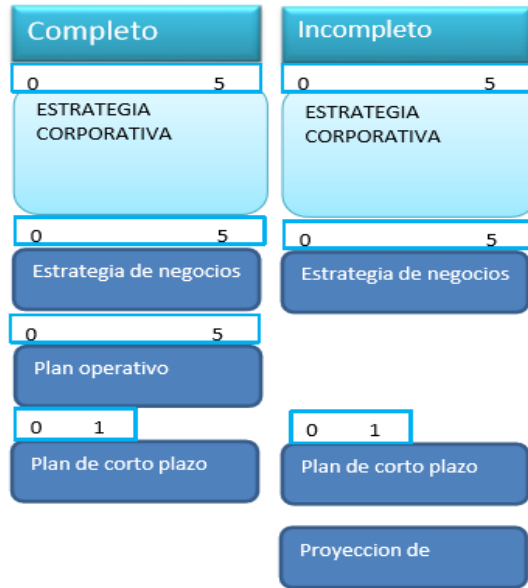 Completo
0 5
ESTRATEGIA
CORPORATIVA
0 5
Estrategia de negocios
0 5
Plan operativo
0 1
Plan de corto plazo
Incompleto
0 5
ESTRATEGIA
CORPORATIVA
0 5
Estrategia de negocios
0 1
Plan de corto plazo
Proyeccion de